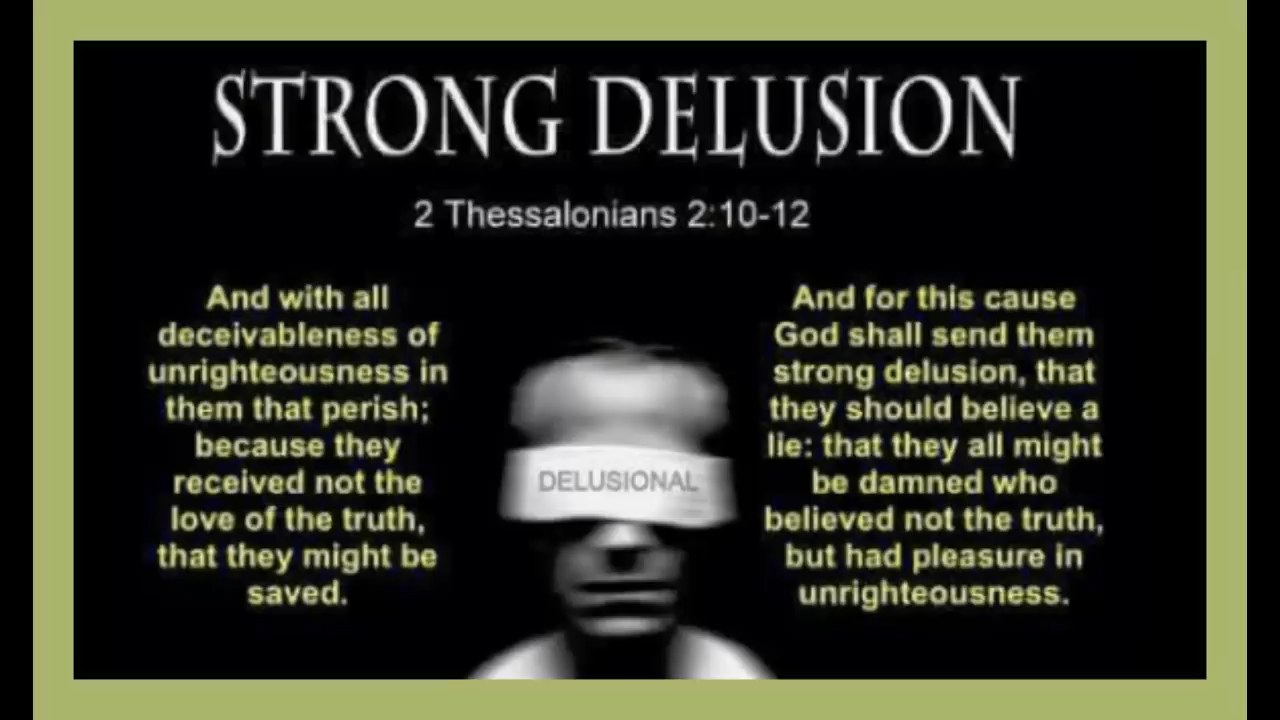 STRONG DELUSION
2 Thessalonians 2:10-12
And with all
deceivableness of
unrighteousness in
them that perish;
because they
received not the
love of the truth,
that they might be
saved.
DELUSIONAL
And for this cause
God shall send them
strong delusion, that
they should believe a
lie: that they all might
be damned who
believed not the truth,
but had pleasure in
unrighteousness.